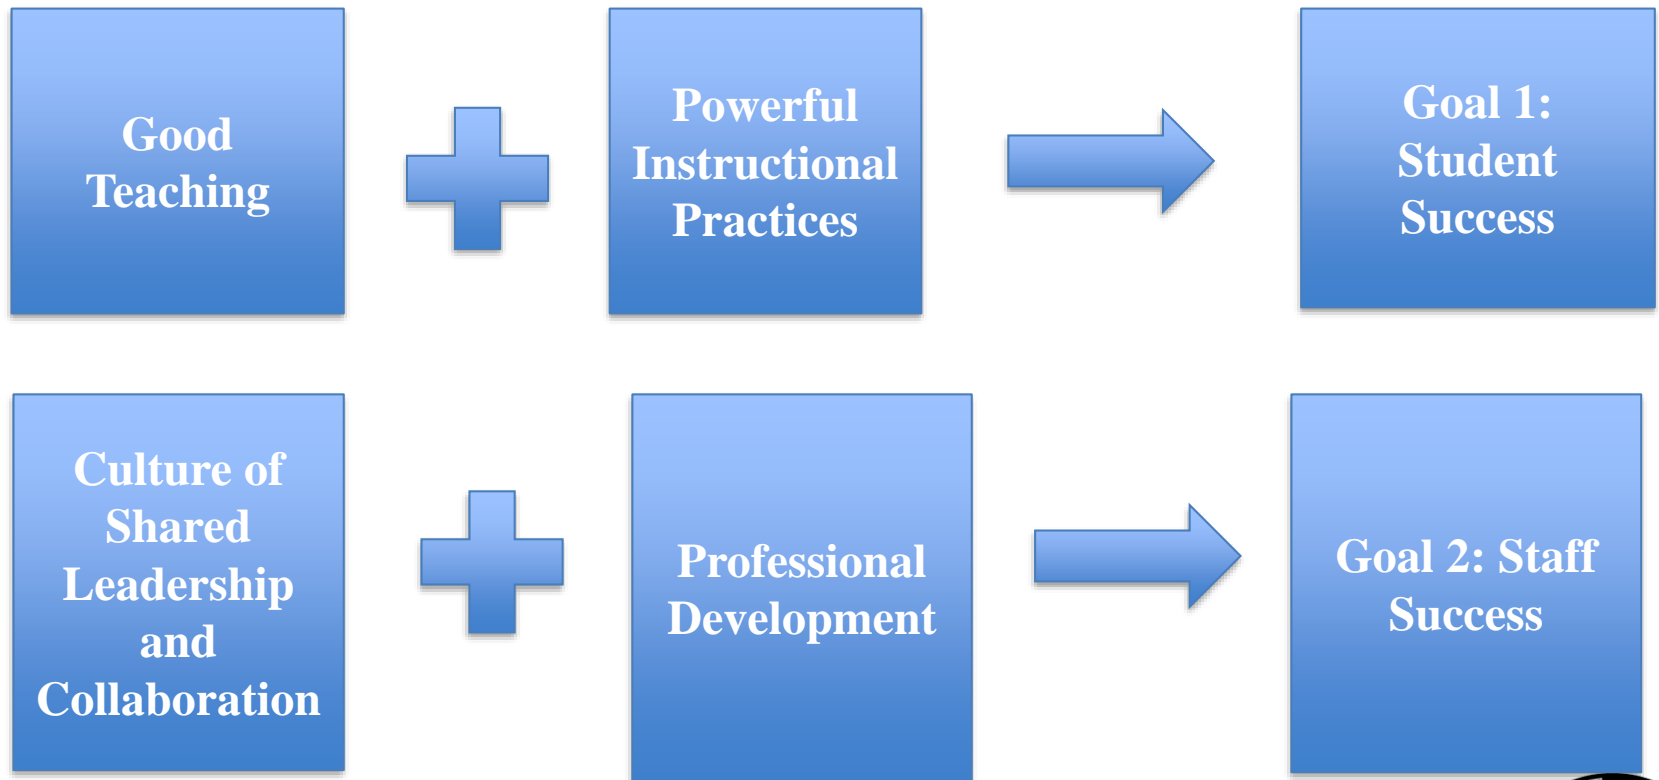 Good
Teaching
Powerful
Instructional
Practices
Goal 1:
Student
Success
Culture of
Shared
Leadership
and
Collaboration
Professional
Development
Goal 2: Staff
Success